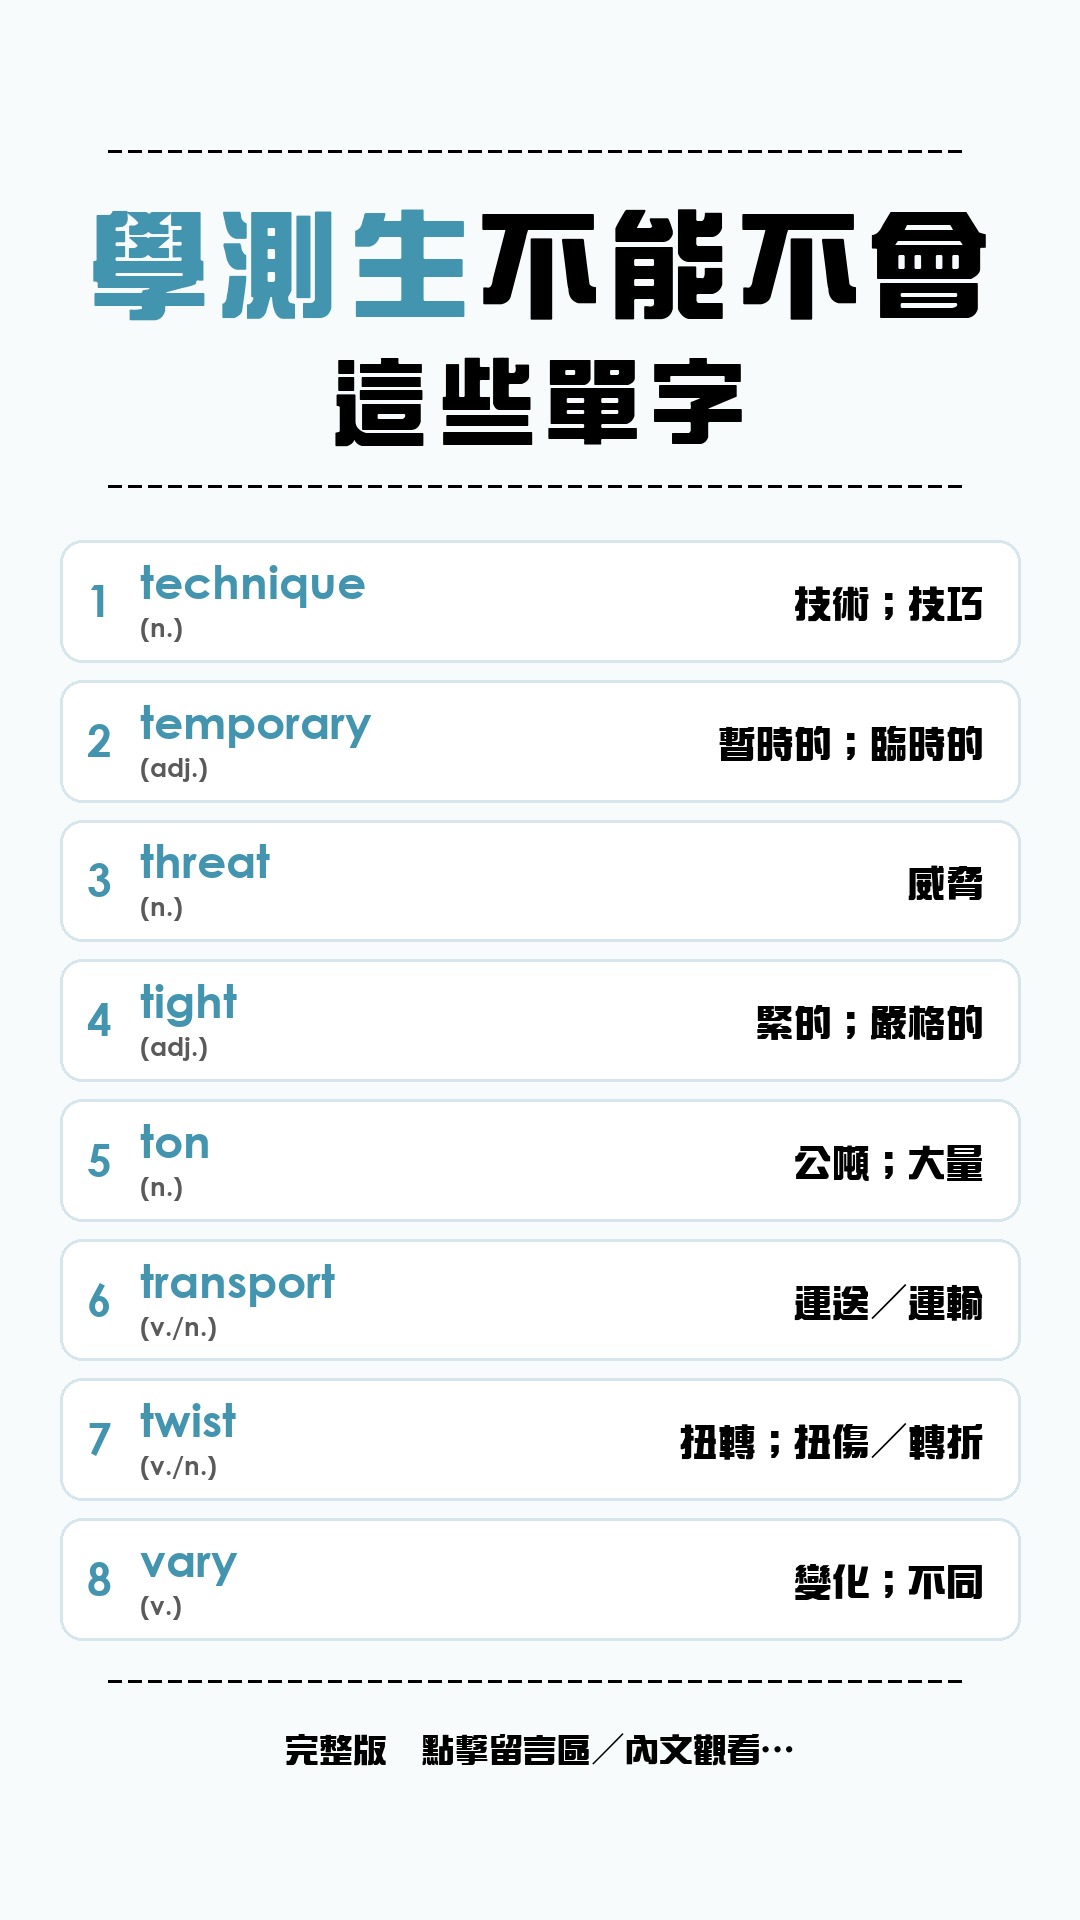 學測生不能不會
這些單字
1 technique 技術；技巧
(n.)
2 temporary 暫時的；臨時的
(adj.)
3 threat 威脅
(n.)
4 tight 緊的；嚴格的
(adj.)
5 ton 公噸；大量
(n.)
6 transport 運送／運輸
(v./n.)
7 twist 扭轉；扭傷／轉折
(v./n.)
8 vary 變化；不同
(v.)
完整版　點擊留言區／內文觀看…